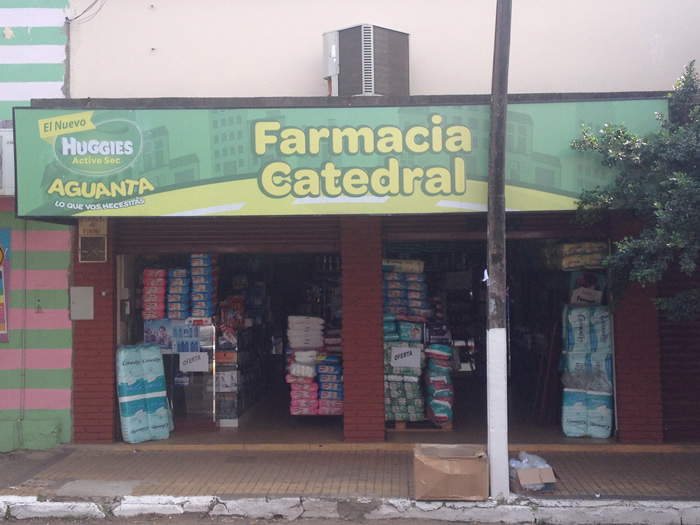 El Nuevo
HUGGIES
Active Sec
AGUANTA
LO QUE VOS NECESITÁS
Farmacia
Catedral
OFERTA
OFERTA